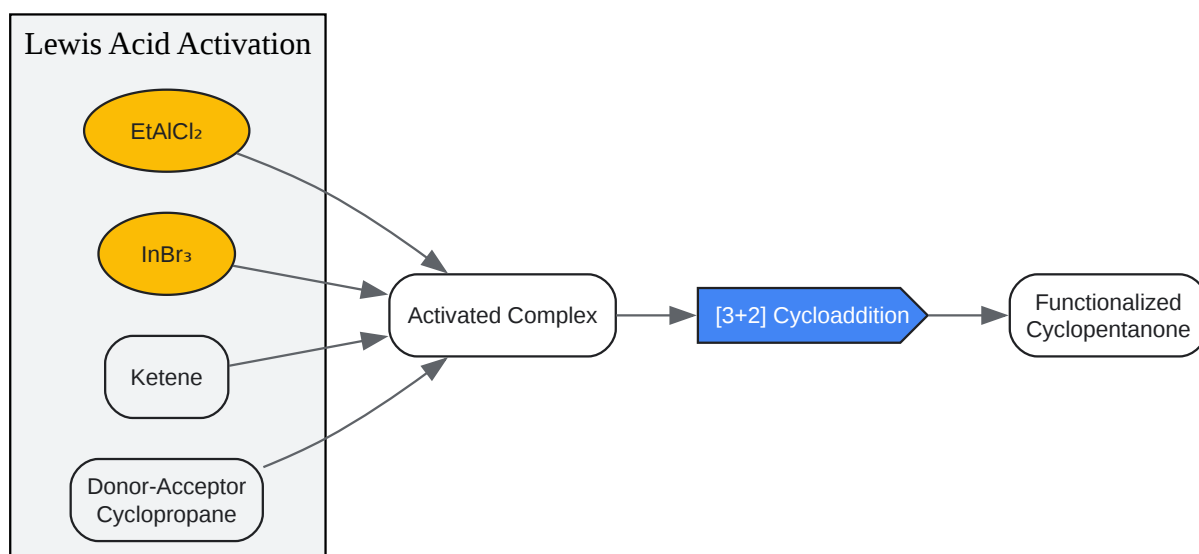 Lewis Acid Activation
EtAlCl₂
InBr₃
Ketene
Donor-Acceptor
Cyclopropane
Activated Complex
[3+2] Cycloaddition
Functionalized
Cyclopentanone